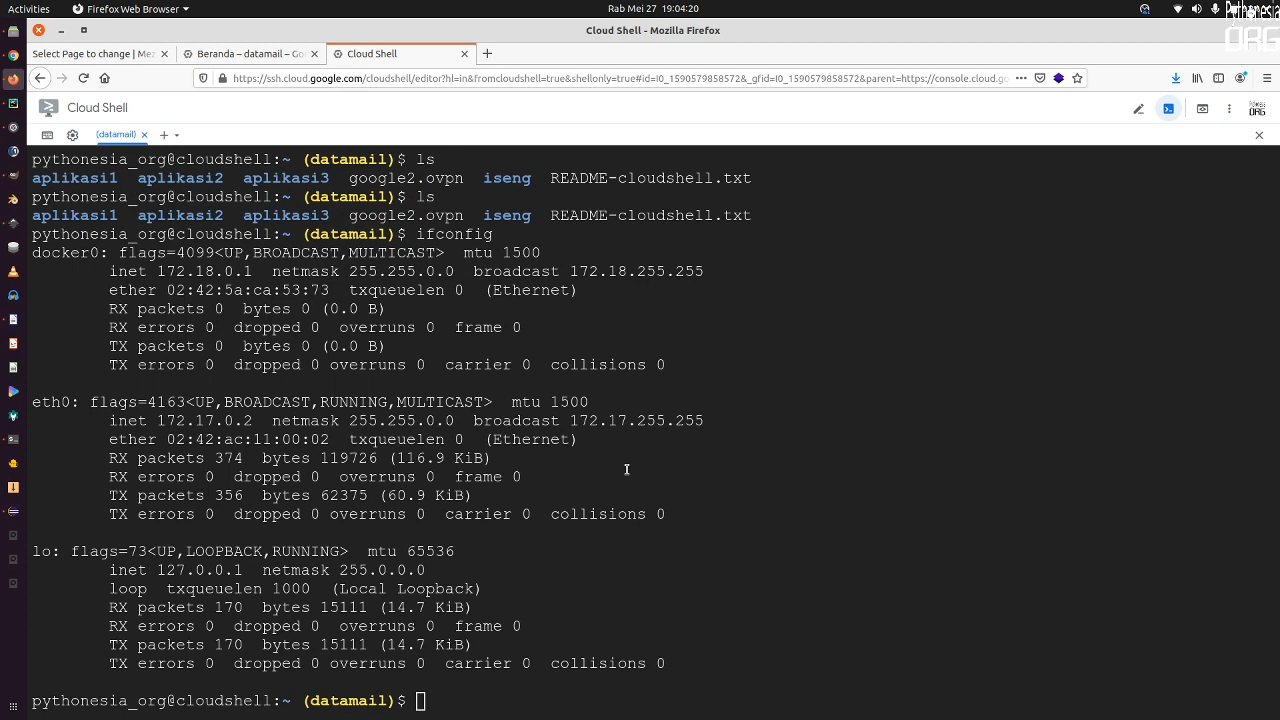 Activities
Firefox Web Browser
Rab Mei 27 19:04:20
Cloud Shell - Mozilla Firefox
Select Page to change | Mez
Beranda – datamail – Goo
Cloud Shell
https://ssh.cloud.google.com/cloudshell/editor?hl=in&fromcloudshell=true&shellonly=true#id=I0_1590579858572&_gfid=I0_1590579858572&parent=https://console.cloud.go
Cloud Shell
(datamail)
pythonesia_org@cloudshell:~ (datamail)$ ls
aplikasi1 aplikasi2 aplikasi3 google2.ovpn iseng README-cloudshell.txt
pythonesia_org@cloudshell:~ (datamail)$ ls
aplikasi1 aplikasi2 aplikasi3 google2.ovpn iseng README-cloudshell.txt
pythonesia_org@cloudshell:~ (datamail)$ ifconfig
docker0: flags=4099<UP,BROADCAST,MULTICAST> mtu 1500
inet 172.18.0.1 netmask 255.255.0.0 broadcast 172.18.255.255
ether 02:42:5a:ca:53:73 txqueuelen 0 (Ethernet)
RX packets 0 bytes 0 (0.0 B)
RX errors 0 dropped 0 overruns 0 frame 0
TX packets 0 bytes 0 (0.0 B)
TX errors 0 dropped 0 overruns 0 carrier 0 collisions 0
eth0: flags=4163<UP,BROADCAST,RUNNING,MULTICAST> mtu 1500
inet 172.17.0.2 netmask 255.255.0.0 broadcast 172.17.255.255
ether 02:42:ac:11:00:02 txqueuelen 0 (Ethernet)
RX packets 374 bytes 119726 (116.9 KiB)
RX errors 0 dropped 0 overruns 0 frame 0
TX packets 356 bytes 62375 (60.9 KiB)
TX errors 0 dropped 0 overruns 0 carrier 0 collisions 0
lo: flags=73<UP,LOOPBACK,RUNNING> mtu 65536
inet 127.0.0.1 netmask 255.0.0.0
loop txqueuelen 1000 (Local Loopback)
RX packets 170 bytes 15111 (14.7 KiB)
RX errors 0 dropped 0 overruns 0 frame 0
TX packets 170 bytes 15111 (14.7 KiB)
TX errors 0 dropped 0 overruns 0 carrier 0 collisions 0
pythonesia_org@cloudshell:~ (datamail)$